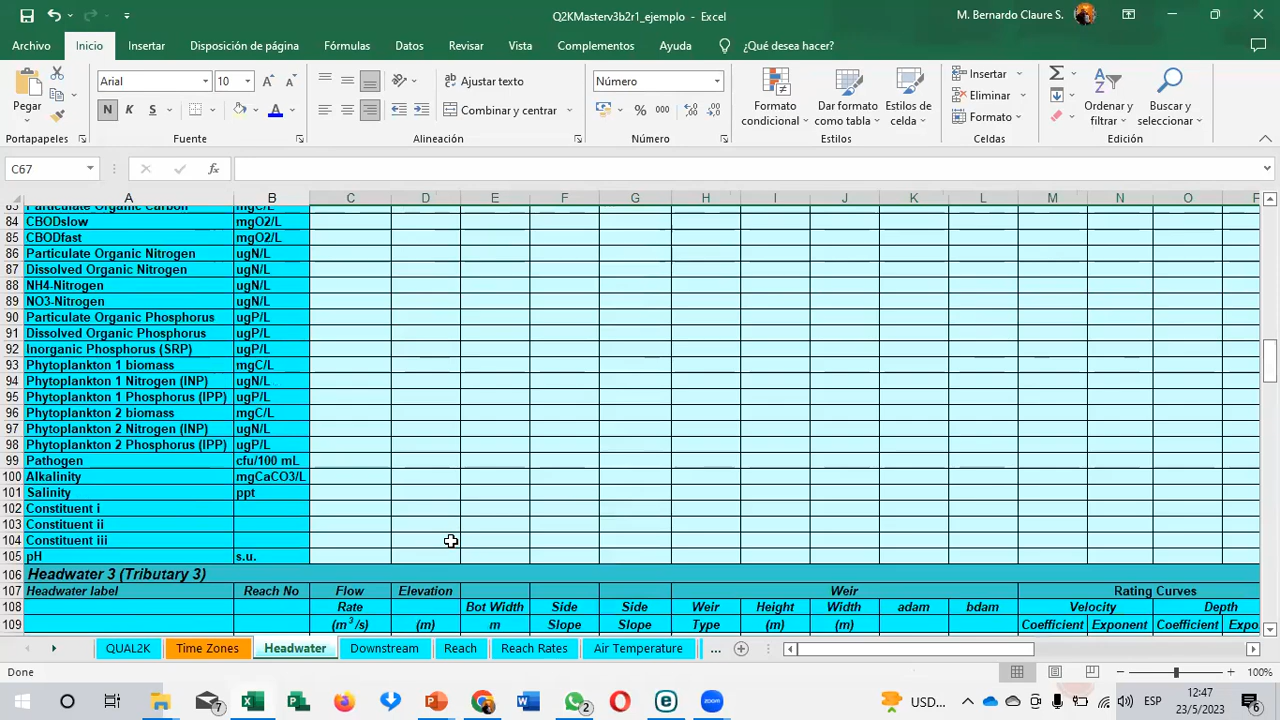 Q2KMasterv3b2r1_ejemplo - Excel
M. Bernardo Claure S.
Archivo Inicio Insertar Disposición de página Fórmulas Datos Revisar Vista Complementos Ayuda ¿Qué desea hacer?
Pegar
Arial 10
N K S
Ajustar texto
Combinar y centrar
Número
% 000
Formato condicional
Dar formato como tabla
Estilos de celda
Insertar
Eliminar
Formato
Ordenar y filtrar
Buscar y seleccionar
Portapapeles Fuente Alineación Número Estilos Celdas Edición
C67
A B C D E F G H I J K L M N O
Particulate Organic Carbon mgC/L
84 CBODslow mgO2/L
85 CBODfast mgO2/L
86 Particulate Organic Nitrogen ugN/L
87 Dissolved Organic Nitrogen ugN/L
88 NH4-Nitrogen ugN/L
89 NO3-Nitrogen ugN/L
90 Particulate Organic Phosphorus ugP/L
91 Dissolved Organic Phosphorus ugP/L
92 Inorganic Phosphorus (SRP) ugP/L
93 Phytoplankton 1 biomass mgC/L
94 Phytoplankton 1 Nitrogen (INP) ugN/L
95 Phytoplankton 1 Phosphorus (IPP) ugP/L
96 Phytoplankton 2 biomass mgC/L
97 Phytoplankton 2 Nitrogen (INP) ugN/L
98 Phytoplankton 2 Phosphorus (IPP) ugP/L
99 Pathogen cfu/100 mL
100 Alkalinity mgCaCO3/L
101 Salinity ppt
102 Constituent i
103 Constituent ii
104 Constituent iii
105 pH s.u.
106 Headwater 3 (Tributary 3)
107 Headwater label Reach No Flow Elevation Weir Rating Curves
108 Rate Bot Width Side Side Weir Height Width adam bdam Velocity Depth
109 (m³/s) (m) m Slope Slope Type (m) (m) Coefficient Exponent Coefficient Expo
QUAL2K Time Zones Headwater Downstream Reach Reach Rates Air Temperature ...
Done
100%
7
2
USD...
ESP
12:47
23/5/2023
6